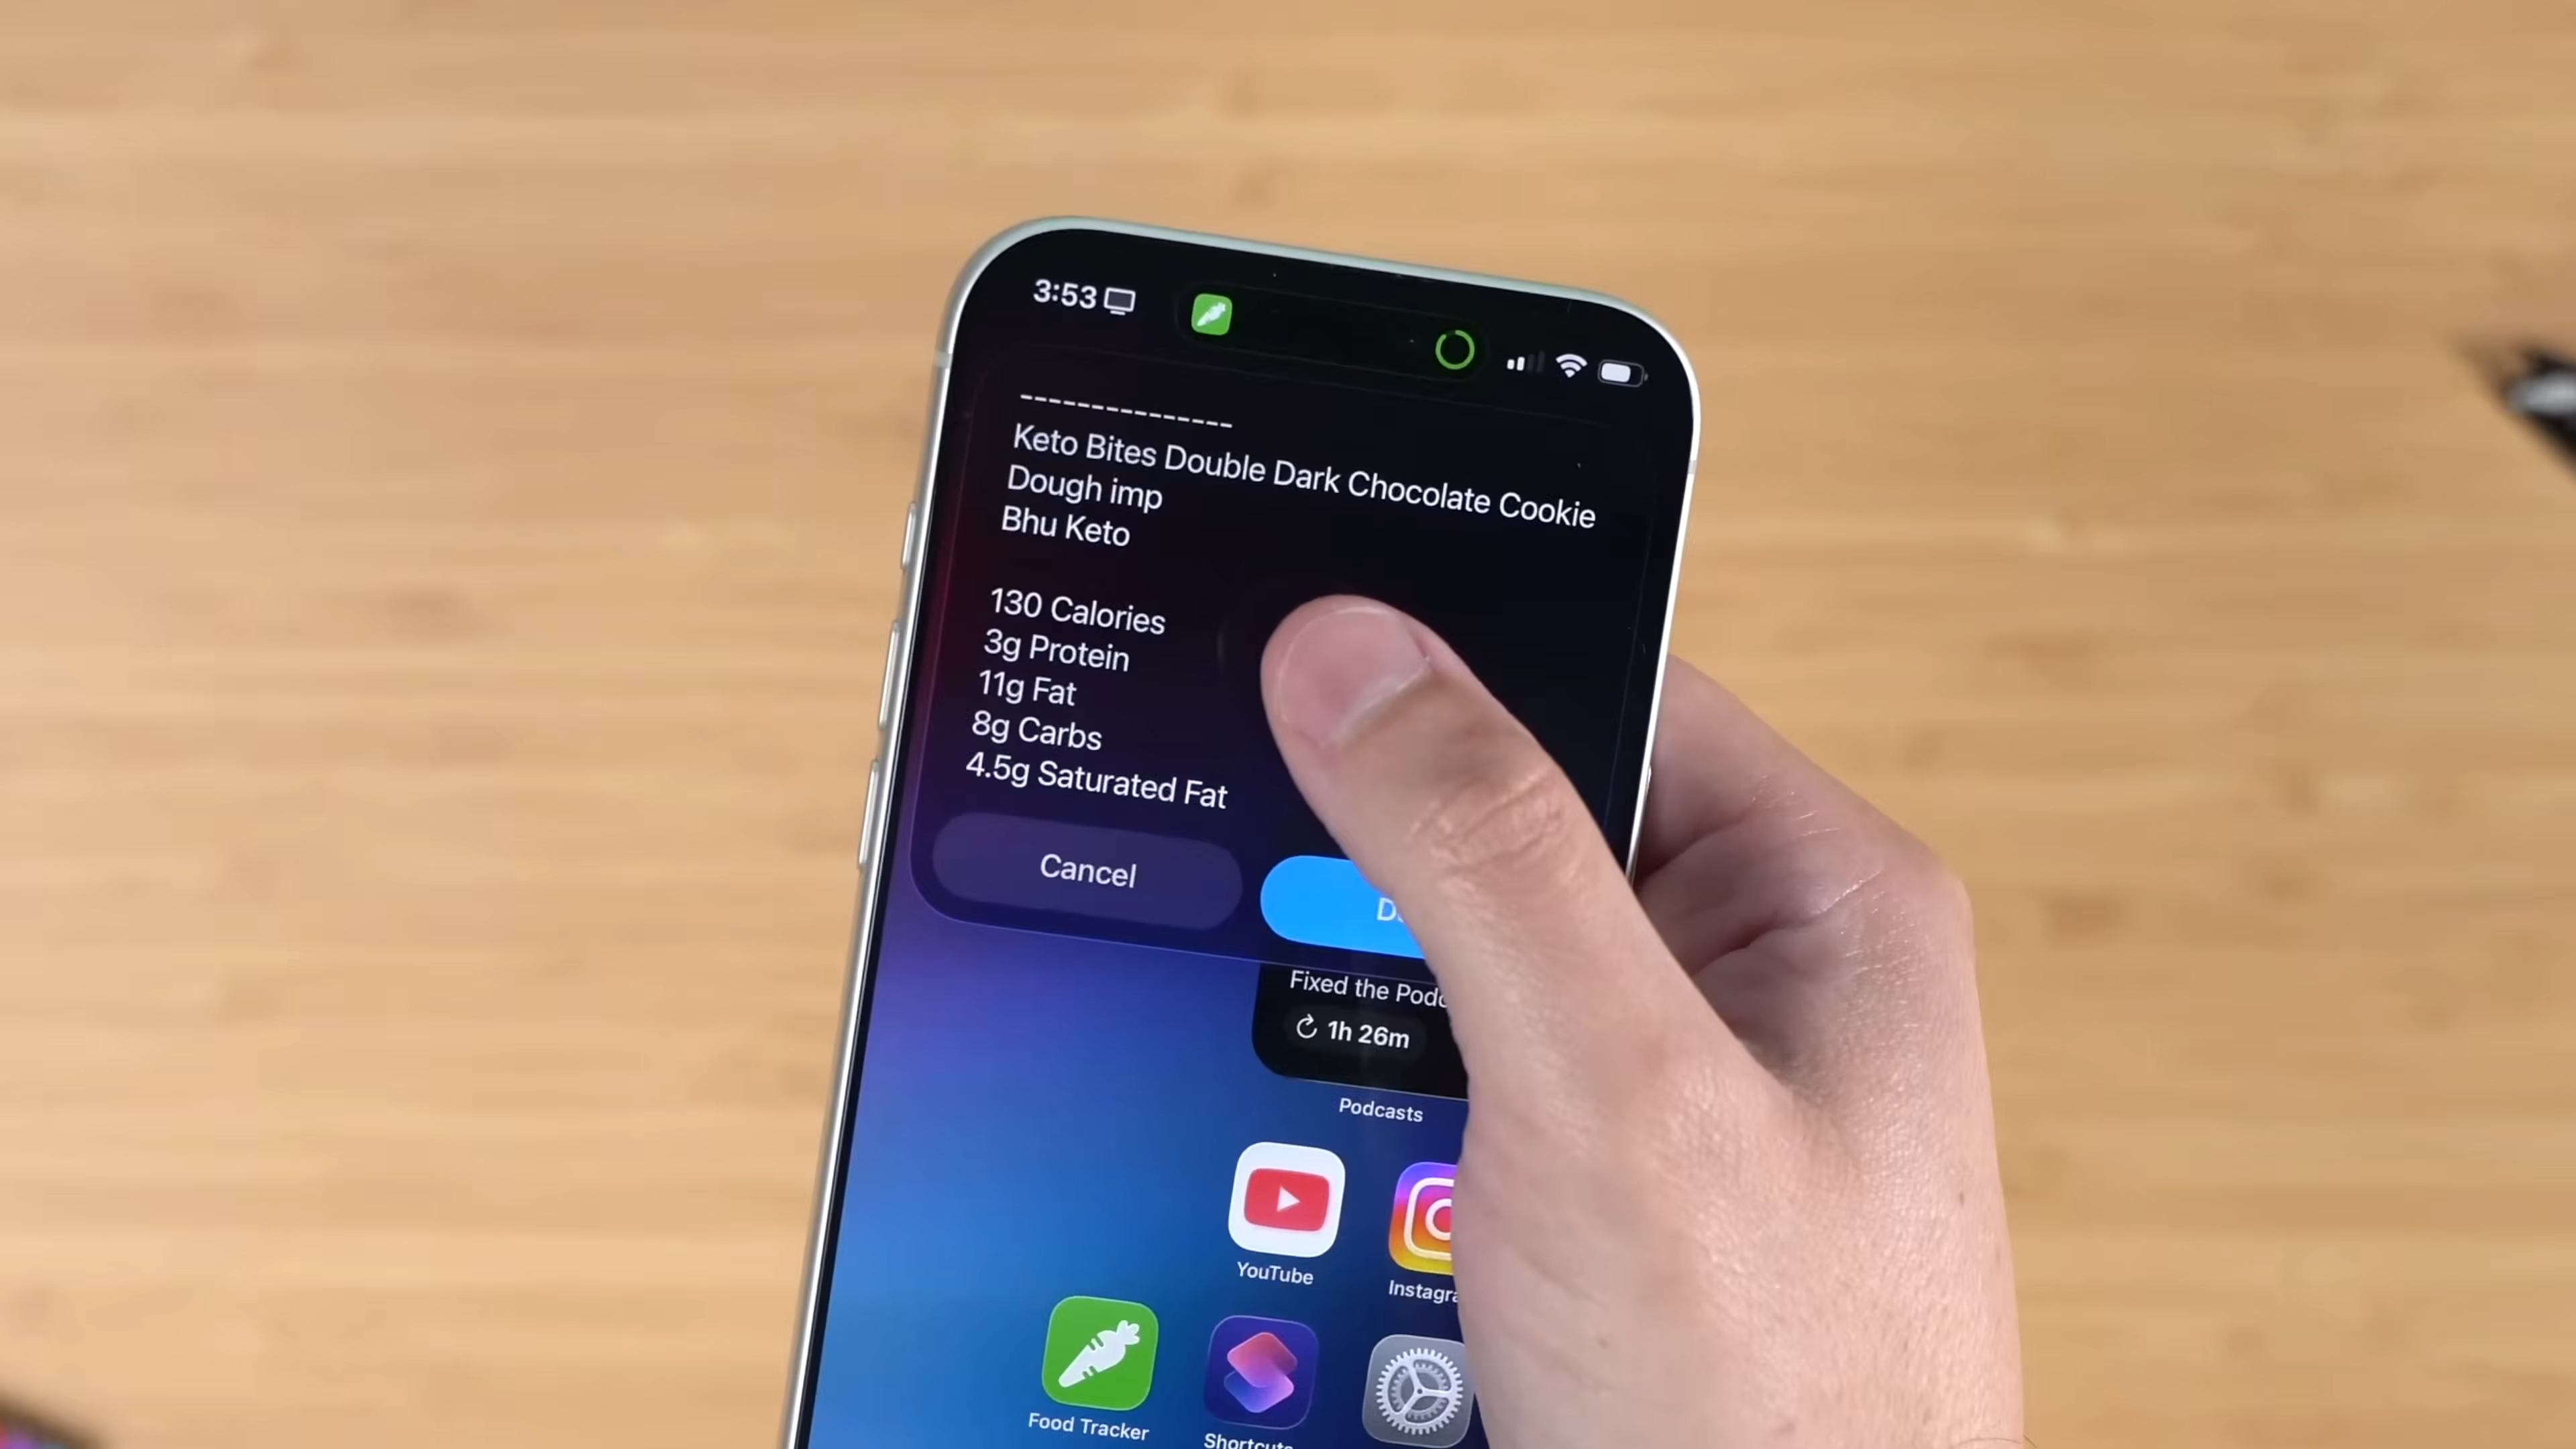 3:53
---------------
Keto Bites Double Dark Chocolate Cookie
Dough imp
Bhu Keto
130 Calories
3g Protein
11g Fat
8g Carbs
4.5g Saturated Fat
Cancel
Fixed the
1h 26m
Podcasts
YouTube
Food Tracker